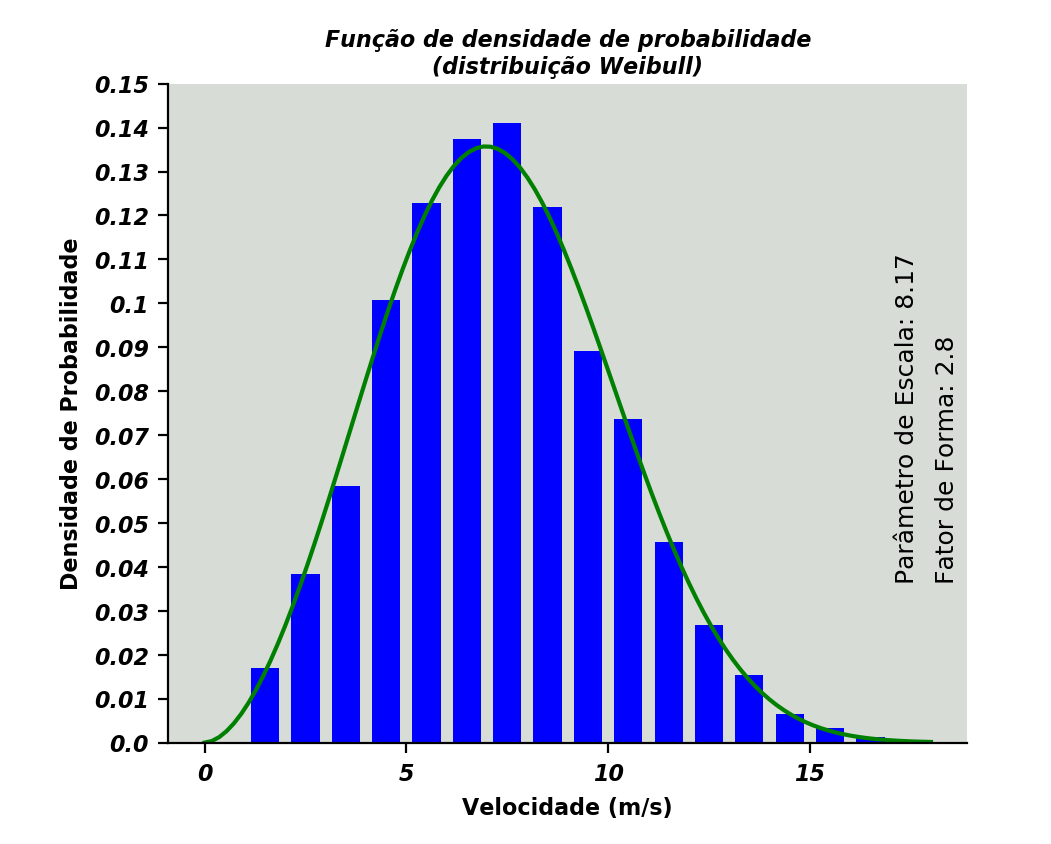 Função de densidade de probabilidade
(distribuição Weibull)
0.15
0.14
0.13
0.12
0.11
0.1
0.09
0.08
0.07
0.06
0.05
0.04
0.03
0.02
0.01
0.0
Densidade de Probabilidade
Parâmetro de Escala: 8.17
Fator de Forma: 2.8
0 5 10 15
Velocidade (m/s)